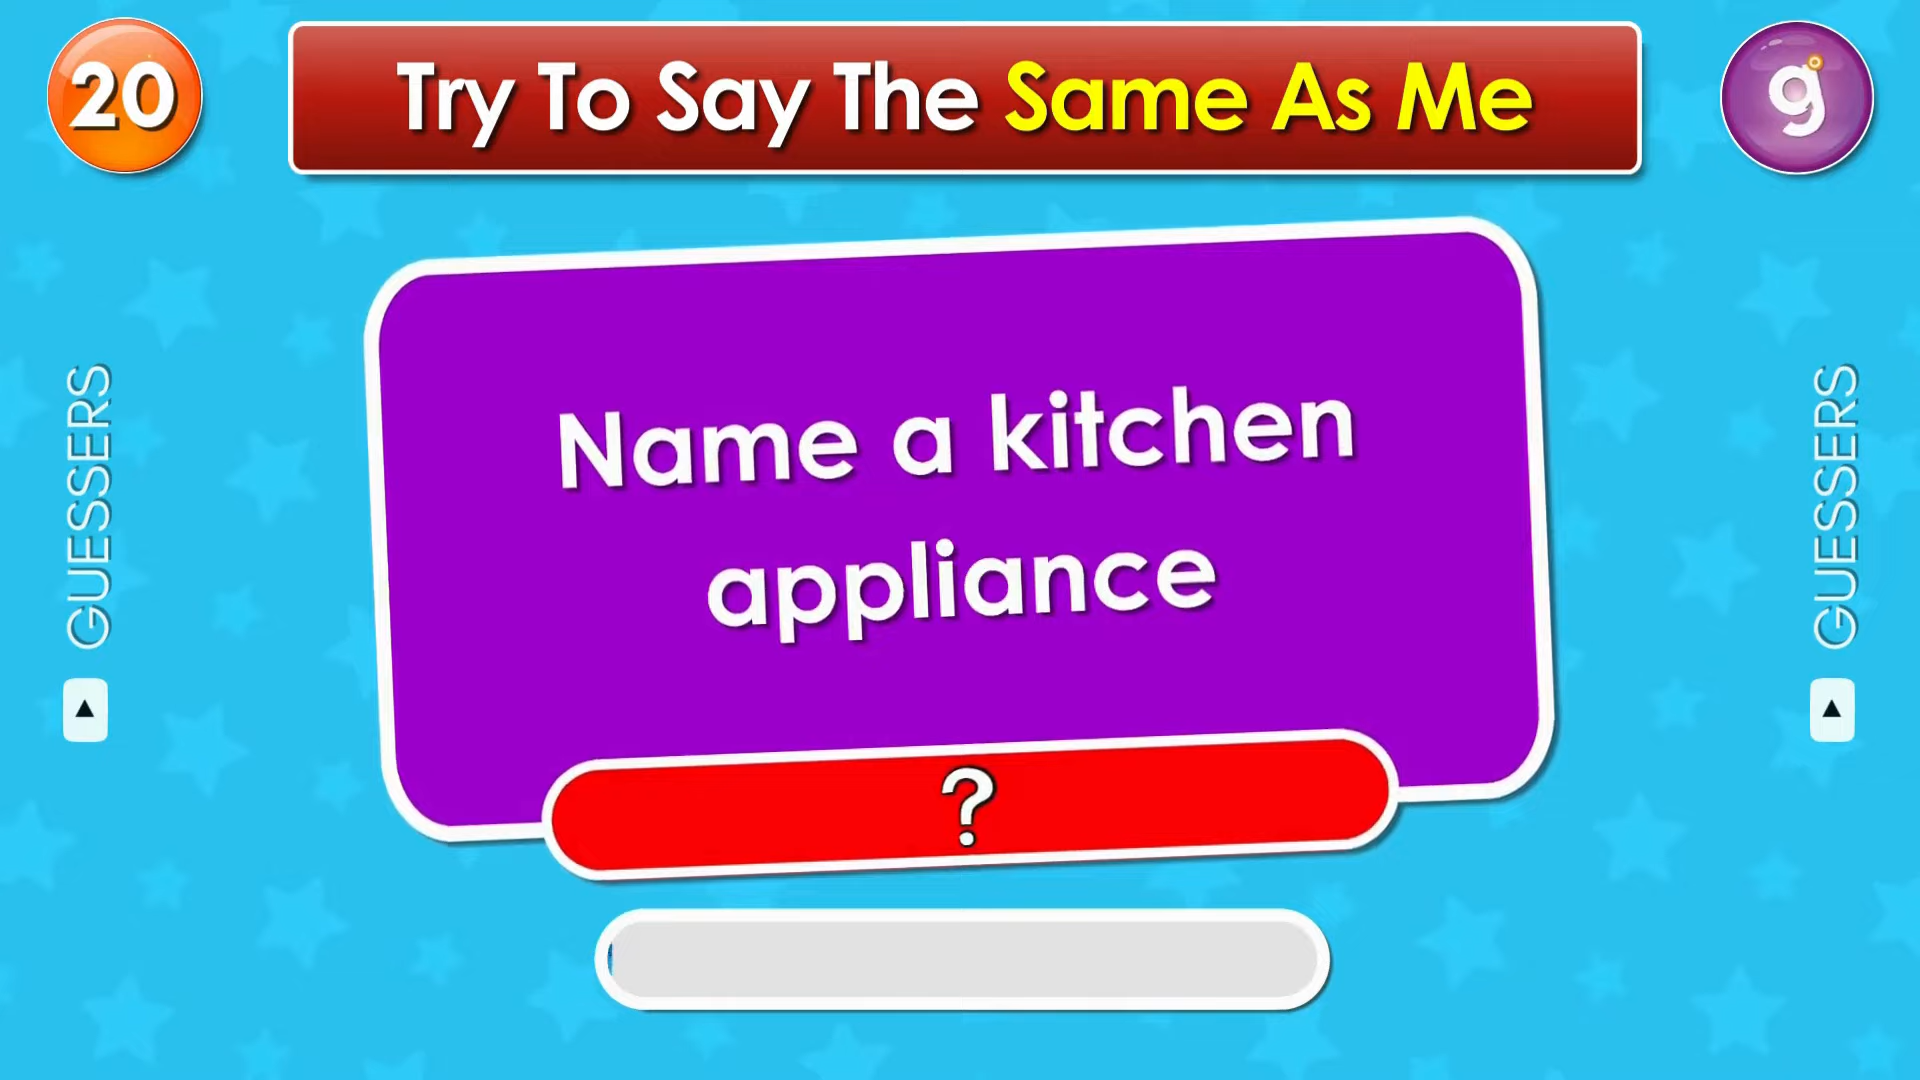 20
Try To Say The Same As Me
g
GUESSERS
GUESSERS
Name a kitchen
appliance
?